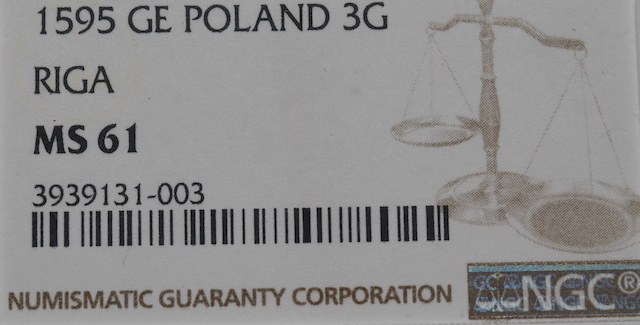 1595 GE POLAND 3G
RIGA
MS 61
3939131-003
NUMISMATIC GUARANTY CORPORATION
NGC®